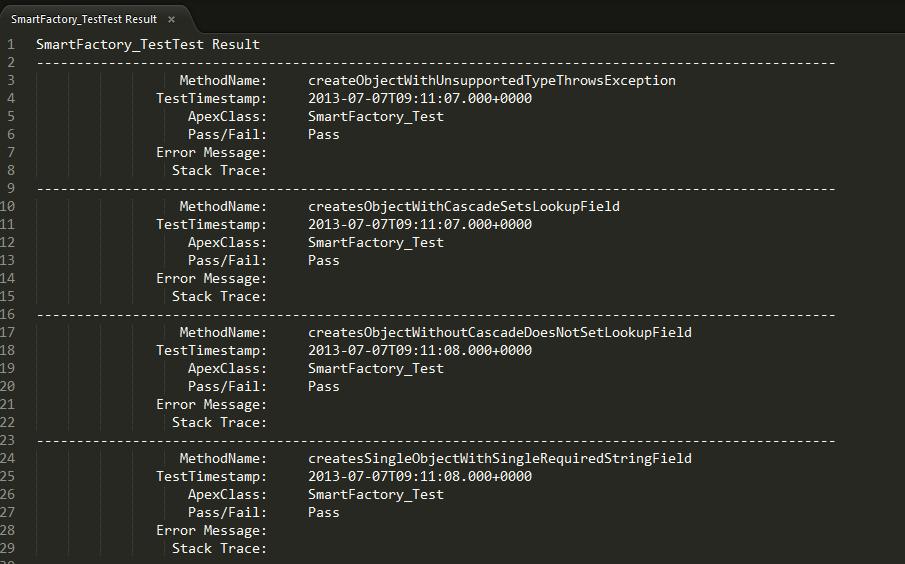 SmartFactory_TestTest Result ×
1 SmartFactory_TestTest Result
2 ----------------------------------------------------------------------------------------------------
3 MethodName: createObjectWithUnsupportedTypeThrowsException
4 TestTimestamp: 2013-07-07T09:11:07.000+0000
5 ApexClass: SmartFactory_Test
6 Pass/Fail: Pass
7 Error Message:
8 Stack Trace:
9 ----------------------------------------------------------------------------------------------------
10 MethodName: createsObjectWithCascadeSetsLookupField
11 TestTimestamp: 2013-07-07T09:11:07.000+0000
12 ApexClass: SmartFactory_Test
13 Pass/Fail: Pass
14 Error Message:
15 Stack Trace:
16 ----------------------------------------------------------------------------------------------------
17 MethodName: createsObjectWithoutCascadeDoesNotSetLookupField
18 TestTimestamp: 2013-07-07T09:11:08.000+0000
19 ApexClass: SmartFactory_Test
20 Pass/Fail: Pass
21 Error Message:
22 Stack Trace:
23 ----------------------------------------------------------------------------------------------------
24 MethodName: createsSingleObjectWithSingleRequiredStringField
25 TestTimestamp: 2013-07-07T09:11:08.000+0000
26 ApexClass: SmartFactory_Test
27 Pass/Fail: Pass
28 Error Message:
29 Stack Trace: